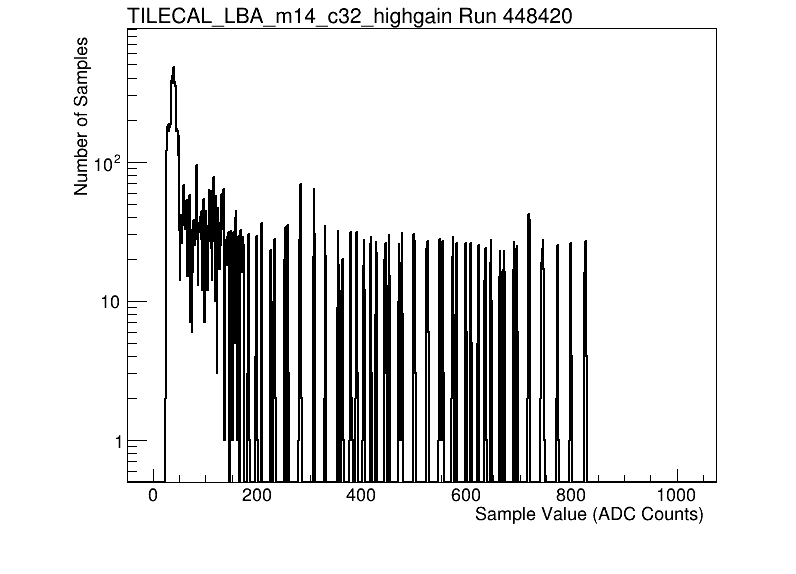 TILECAL_LBA_m14_c32_highgain Run 448420
Number of Samples
10²
10
1
0 200 400 600 800 1000
Sample Value (ADC Counts)